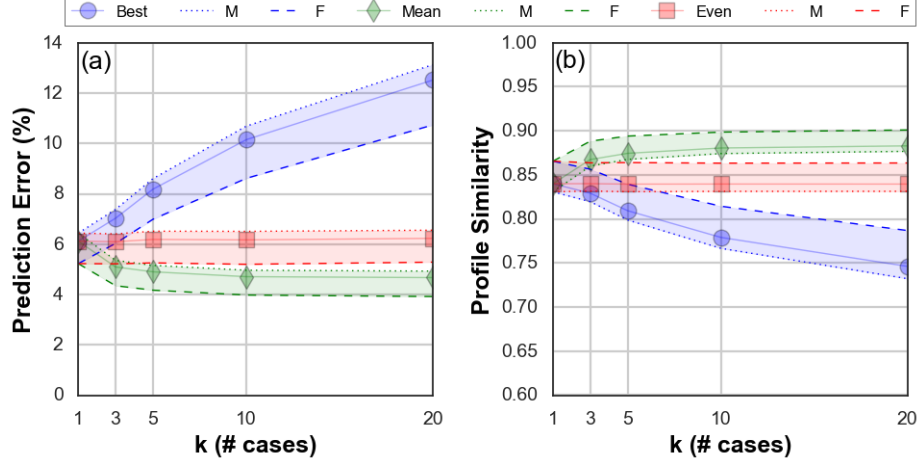 Best M F Mean M F Even M F
(a)
Prediction Error (%)
14
12
10
8
6
4
2
0
1 3 5 10 20
k (# cases)
(b)
Profile Similarity
1.00
0.95
0.90
0.85
0.80
0.75
0.70
0.65
0.60
1 3 5 10 20
k (# cases)